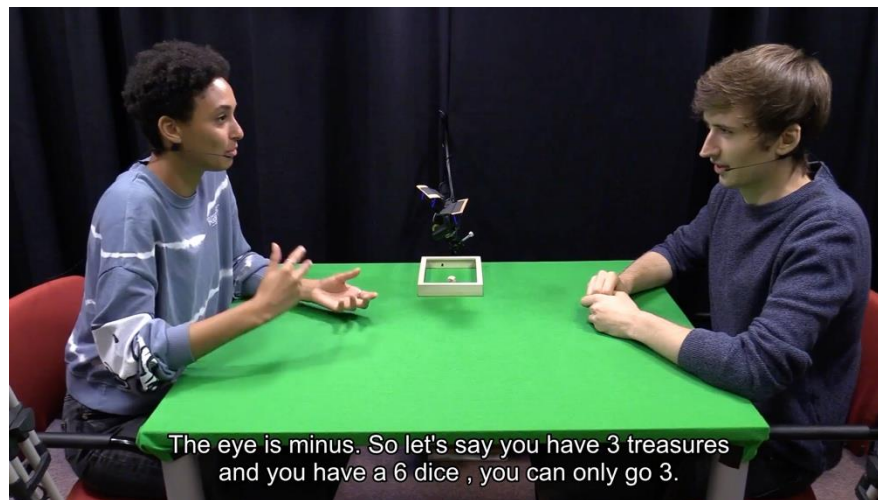 The eye is minus. So let's say you have 3 treasures
and you have a 6 dice , you can only go 3.